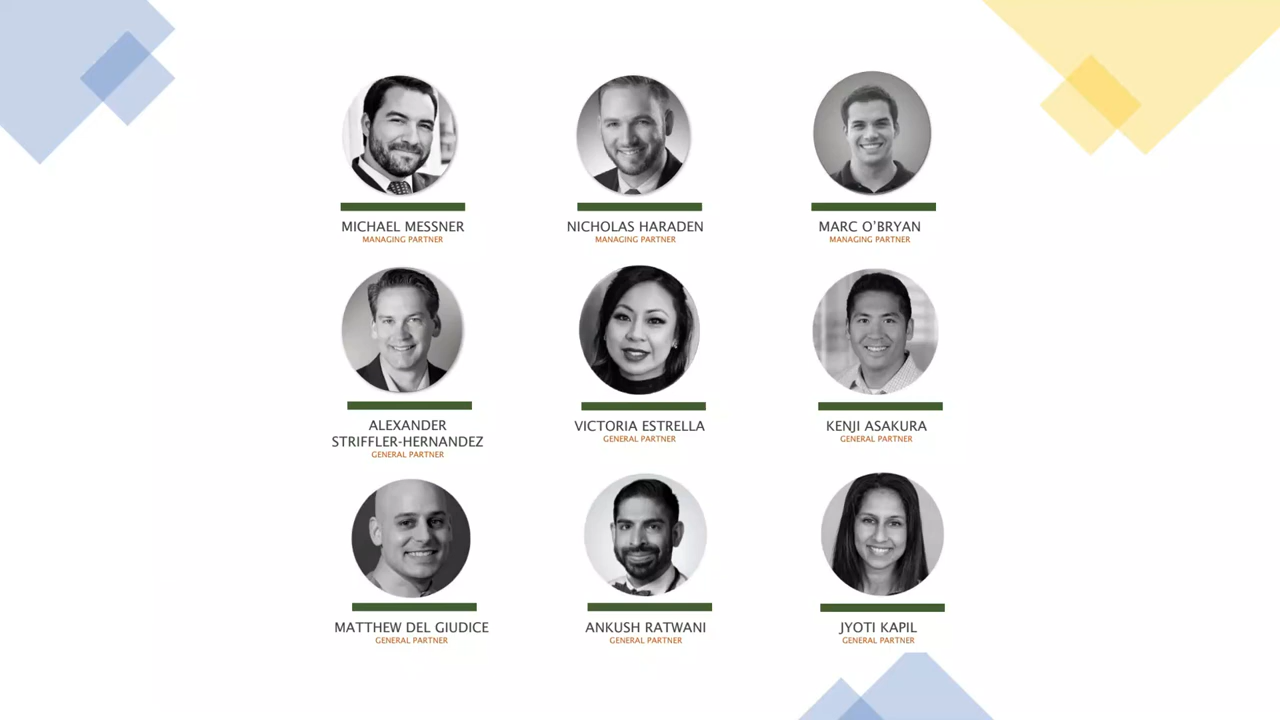 MICHAEL MESSNER
MANAGING PARTNER
NICHOLAS HARADEN
MANAGING PARTNER
MARC O’BRYAN
MANAGING PARTNER
ALEXANDER
STRIFFLER-HERNANDEZ
GENERAL PARTNER
VICTORIA ESTRELLA
GENERAL PARTNER
KENJI ASAKURA
GENERAL PARTNER
MATTHEW DEL GIUDICE
GENERAL PARTNER
ANKUSH RATWANI
GENERAL PARTNER
JYOTI KAPIL
GENERAL PARTNER